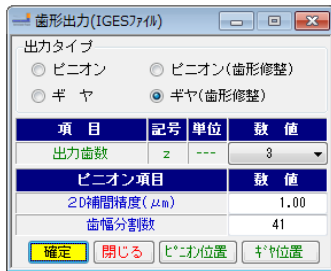 歯形出力(IGESファイル)
出力タイプ
ピニオン ピニオン(歯形修整)
ギ ヤ ギヤ(歯形修整)
項 目 記号 単位 数 値
出力歯数 z --- 3
ピニオン項目 数 値
2D補間精度(μm) 1.00
歯幅分割数 41
確定 閉じる ピニオン位置 ギヤ位置